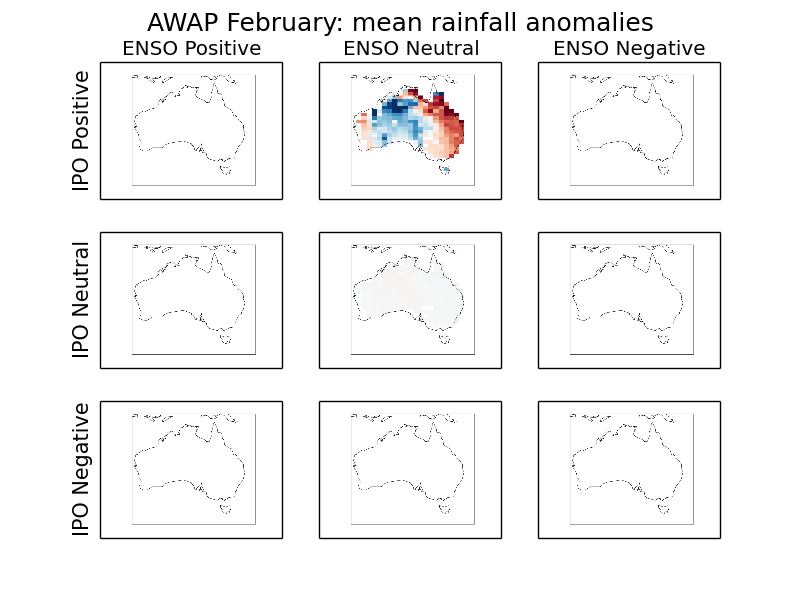 AWAP February: mean rainfall anomalies
ENSO Positive
ENSO Neutral
ENSO Negative
IPO Positive
IPO Neutral
IPO Negative